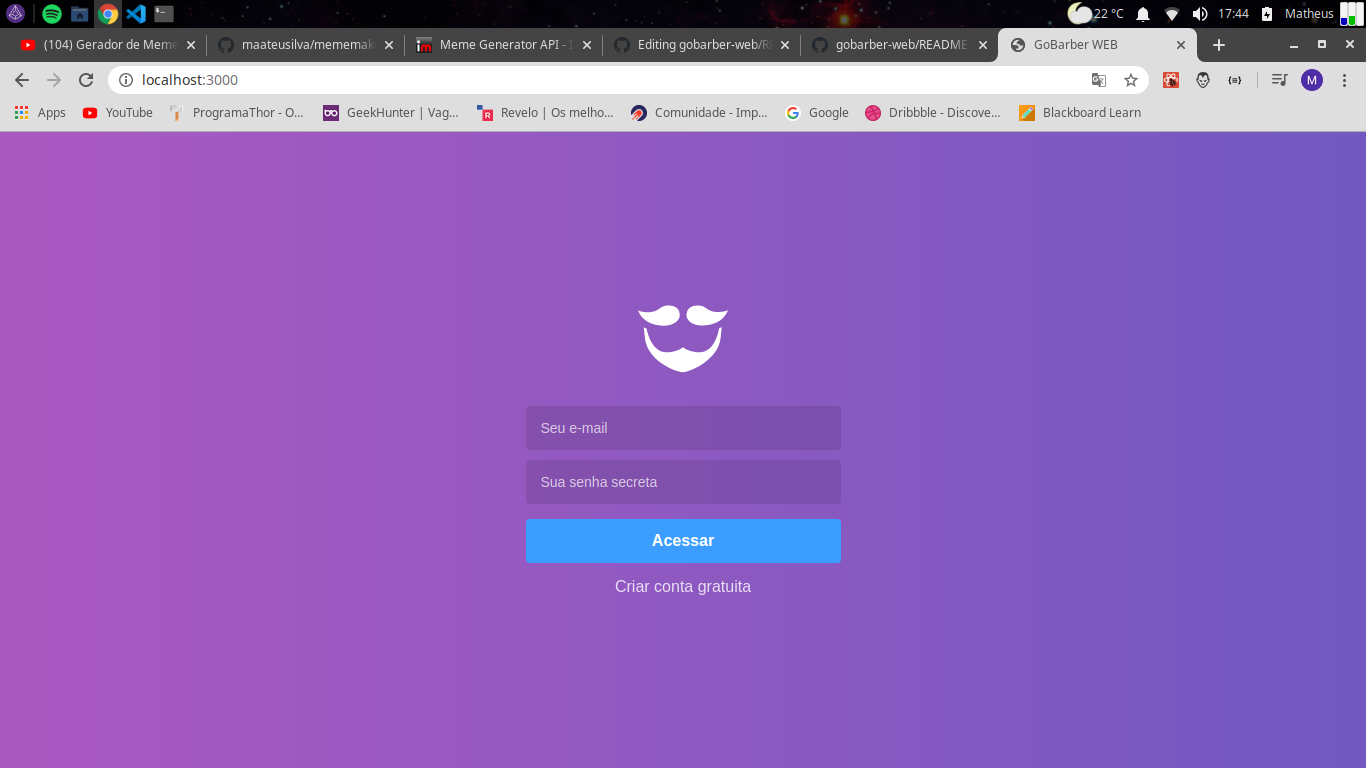 22 °C 17:44 Matheus
(104) Gerador de Meme maateusilva/mememak Meme Generator API - I Editing gobarber-web/R gobarber-web/README GoBarber WEB
localhost:3000 M
Apps YouTube ProgramaThor - O... GeekHunter | Vag... Revelo | Os melho... Comunidade - Imp... Google Dribbble - Discove... Blackboard Learn
Seu e-mail
Sua senha secreta
Acessar
Criar conta gratuita